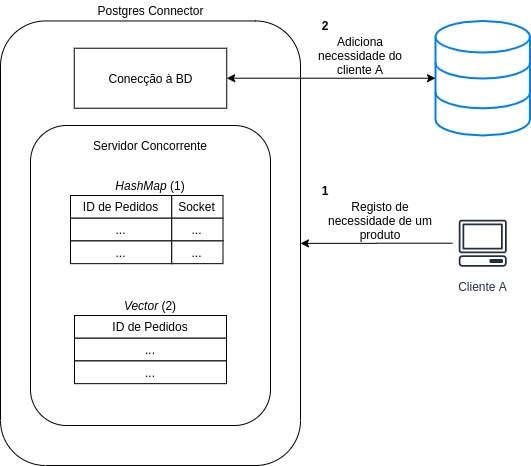 Postgres Connector
2
Adiciona
necessidade do
cliente A
Conecção à BD
Servidor Concorrente
HashMap (1)
ID de Pedidos Socket
... ...
... ...
1
Registo de
necessidade de um
produto
Cliente A
Vector (2)
ID de Pedidos
...
...